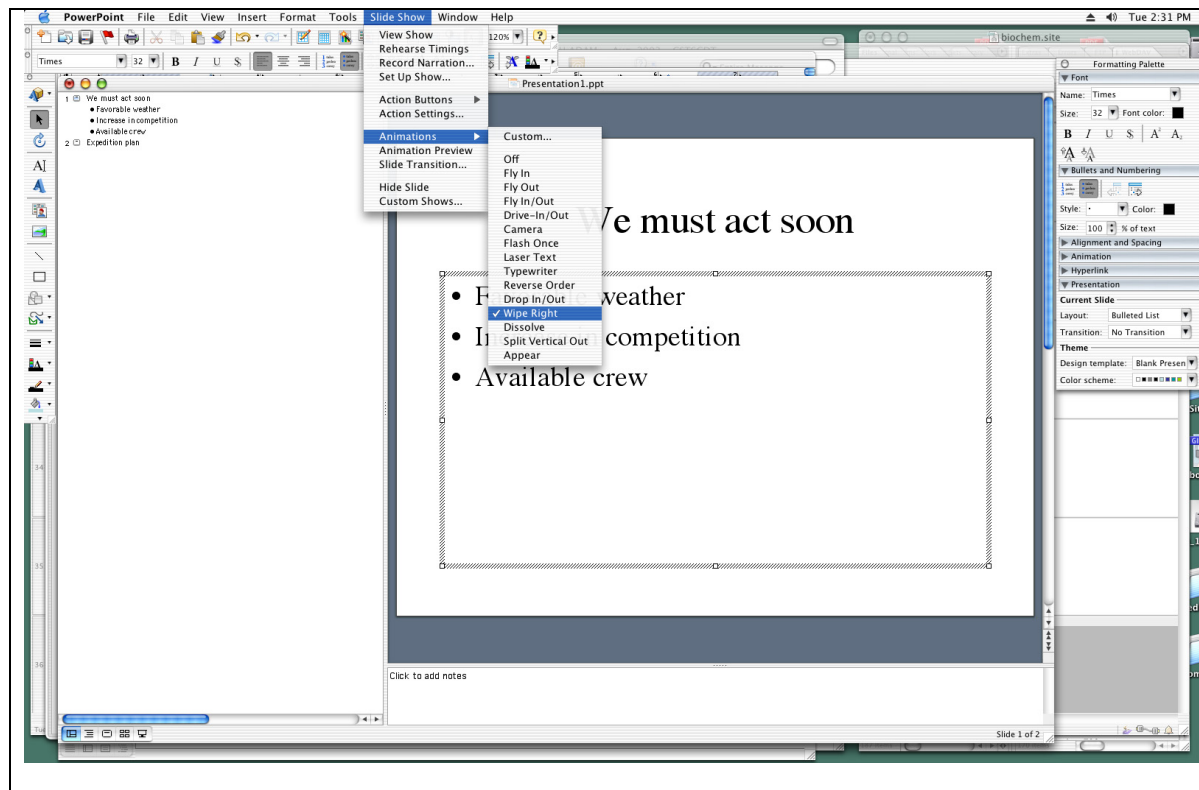 PowerPoint File Edit View Insert Format Tools Slide Show Window Help Tue 2:31 PM
120%
biochem.site
Times 32 B I U S
Presentation1.ppt
1 We must act soon
• Favorable weather
• Increase in competition
• Available crew
2 Expedition plan
View Show
Rehearse Timings
Record Narration...
Set Up Show...
Action Buttons
Action Settings...
Animations
Animation Preview
Slide Transition...
Hide Slide
Custom Shows...
Custom...
Off
Fly In
Fly Out
Fly In/Out
Drive-In/Out
Camera
Flash Once
Laser Text
Typewriter
Reverse Order
Drop In/Out
✓ Wipe Right
Dissolve
Split Vertical Out
Appear
We must act soon
• weather
• competition
• Available crew
Click to add notes
Slide 1 of 2
Formatting Palette
Font
Name: Times
Size: 32 Font color:
B I U S A² A₂
Bullets and Numbering
Style: • Color:
Size: 100 % of text
Alignment and Spacing
Animation
Hyperlink
Presentation
Current Slide
Layout: Bulleted List
Transition: No Transition
Theme
Design template: Blank Presen
Color scheme:
34
35
36